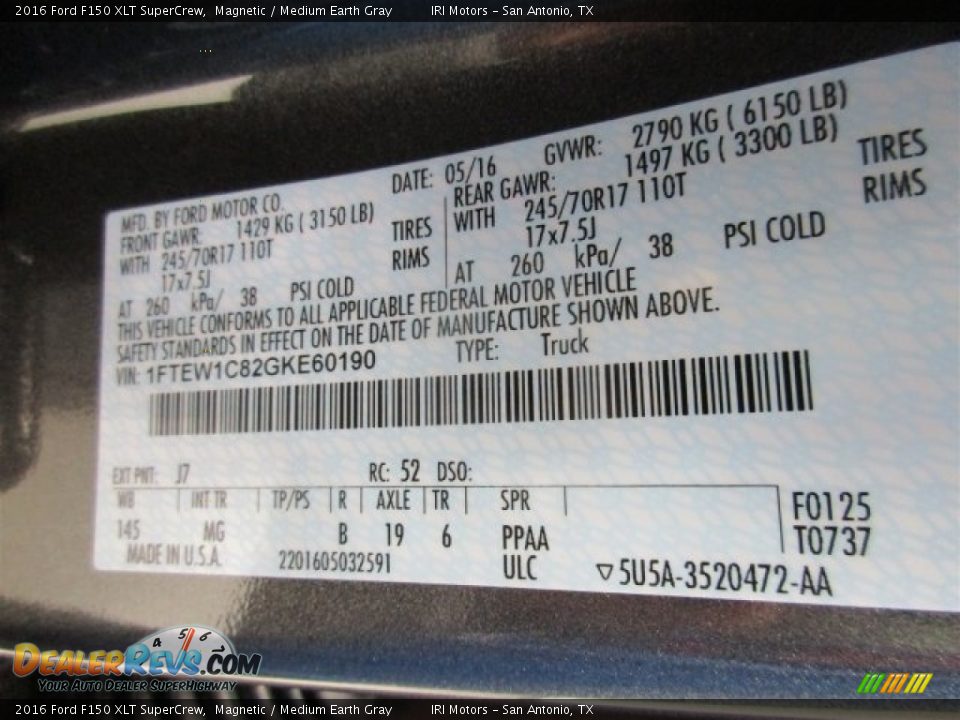 2016 Ford F150 XLT SuperCrew, Magnetic / Medium Earth Gray IRI Motors - San Antonio, TX
MFD. BY FORD MOTOR CO. DATE: 05/16 GVWR: 2790 KG ( 6150 LB)
FRONT GAWR: 1429 KG ( 3150 LB) REAR GAWR: 1497 KG ( 3300 LB)
WITH 245/70R17 110T TIRES WITH 245/70R17 110T TIRES
17x7.5J RIMS 17x7.5J RIMS
AT 260 kPa/ 38 PSI COLD AT 260 kPa/ 38 PSI COLD
THIS VEHICLE CONFORMS TO ALL APPLICABLE FEDERAL MOTOR VEHICLE
SAFETY STANDARDS IN EFFECT ON THE DATE OF MANUFACTURE SHOWN ABOVE.
VIN: 1FTEW1C82GKE60190 TYPE: Truck
EXT PNT: J7 RC: 52 DSO:
WB INT TR TP/PS R AXLE TR SPR F0125
145 MG B 19 6 PPAA T0737
MADE IN U.S.A. 2201605032591 ULC ▽5U5A-3520472-AA
4 5 6
DealerRevs.com
Your Auto Dealer SuperHighway
2016 Ford F150 XLT SuperCrew, Magnetic / Medium Earth Gray IRI Motors - San Antonio, TX